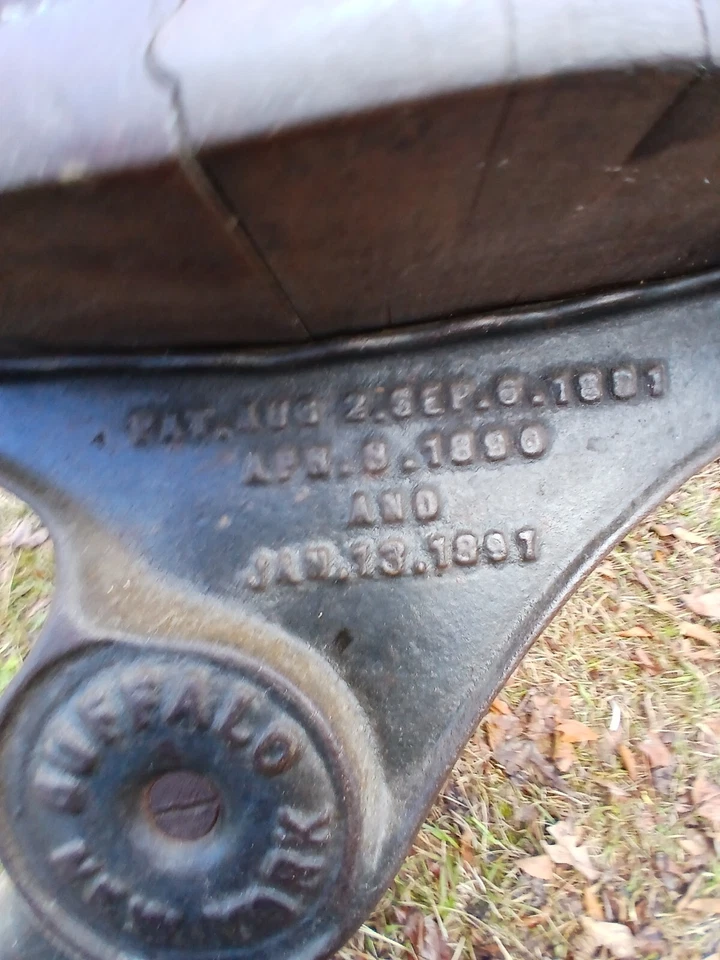 PAT. AUG 2. SEP. 6. 1881
APR. 8. 1890
AND
JAN. 13. 1891
BUFFALO
NEW YORK